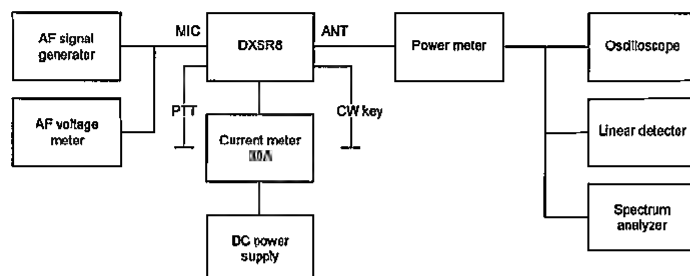 AF signal
generator
MIC
DXSR8
ANT
Power meter
Oscilloscope
AF voltage
meter
PTT
CW key
Current meter
Linear detector
DC power
supply
Spectrum
analyzer